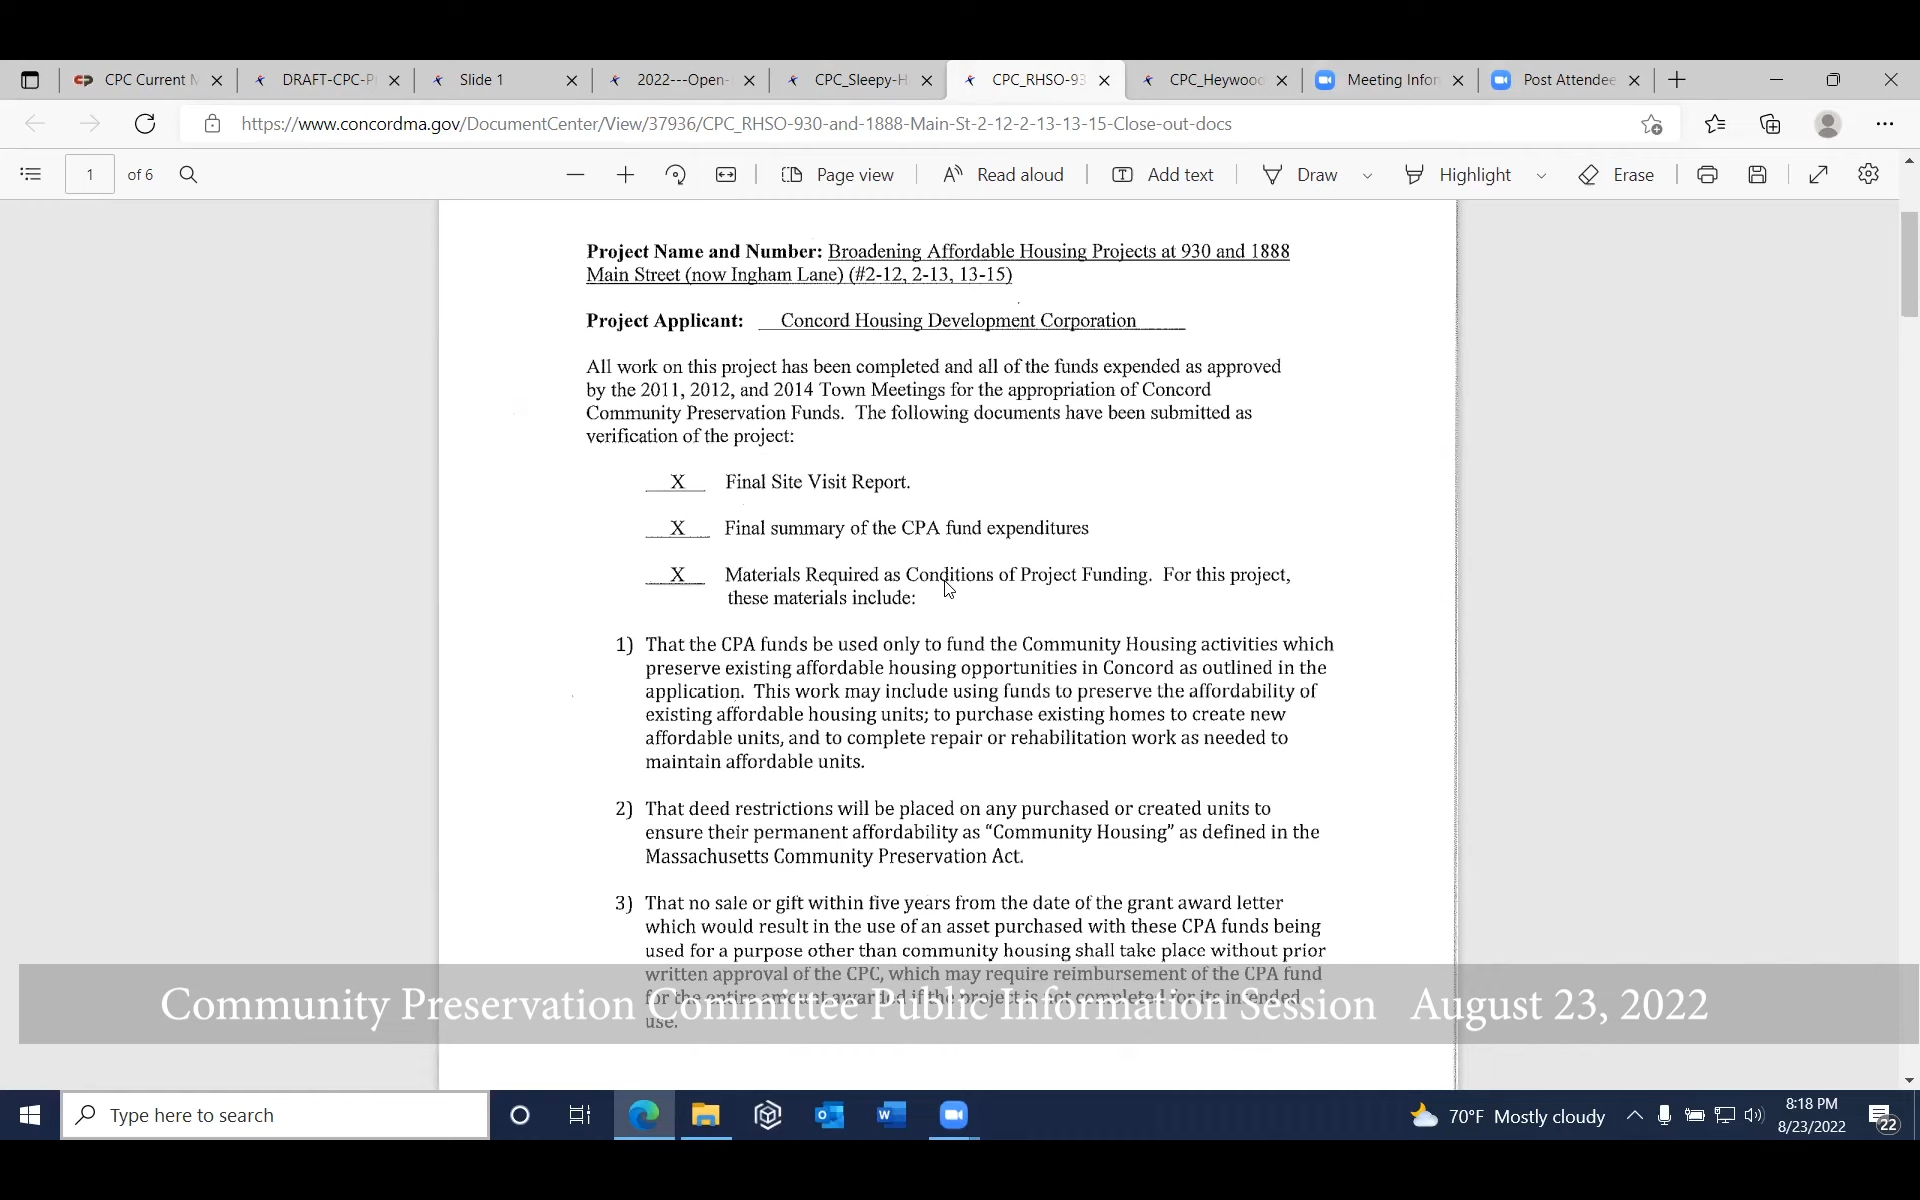 CPC Current M
DRAFT-CPC-P
Slide 1
2022---Open-
CPC_Sleepy-H
CPC_RHSO-93
CPC_Heywood
Meeting Infor
Post Attendee
https://www.concordma.gov/DocumentCenter/View/37936/CPC_RHSO-930-and-1888-Main-St-2-12-2-13-13-15-Close-out-docs
1 of 6
Page view
Read aloud
Add text
Draw
Highlight
Erase
Project Name and Number: Broadening Affordable Housing Projects at 930 and 1888
Main Street (now Ingham Lane) (#2-12, 2-13, 13-15)
Project Applicant: Concord Housing Development Corporation
All work on this project has been completed and all of the funds expended as approved
by the 2011, 2012, and 2014 Town Meetings for the appropriation of Concord
Community Preservation Funds. The following documents have been submitted as
verification of the project:
X Final Site Visit Report.
X Final summary of the CPA fund expenditures
X Materials Required as Conditions of Project Funding. For this project,
these materials include:
1) That the CPA funds be used only to fund the Community Housing activities which
preserve existing affordable housing opportunities in Concord as outlined in the
application. This work may include using funds to preserve the affordability of
existing affordable housing units; to purchase existing homes to create new
affordable units, and to complete repair or rehabilitation work as needed to
maintain affordable units.
2) That deed restrictions will be placed on any purchased or created units to
ensure their permanent affordability as “Community Housing” as defined in the
Massachusetts Community Preservation Act.
3) That no sale or gift within five years from the date of the grant award letter
which would result in the use of an asset purchased with these CPA funds being
used for a purpose other than community housing shall take place without prior
written approval of the CPC, which may require reimbursement of the CPA fund
for the entire amount awarded if the project is not completed for its intended
use.
Community Preservation Committee Public Information Session August 23, 2022
Type here to search
70°F Mostly cloudy
8:18 PM
8/23/2022
22